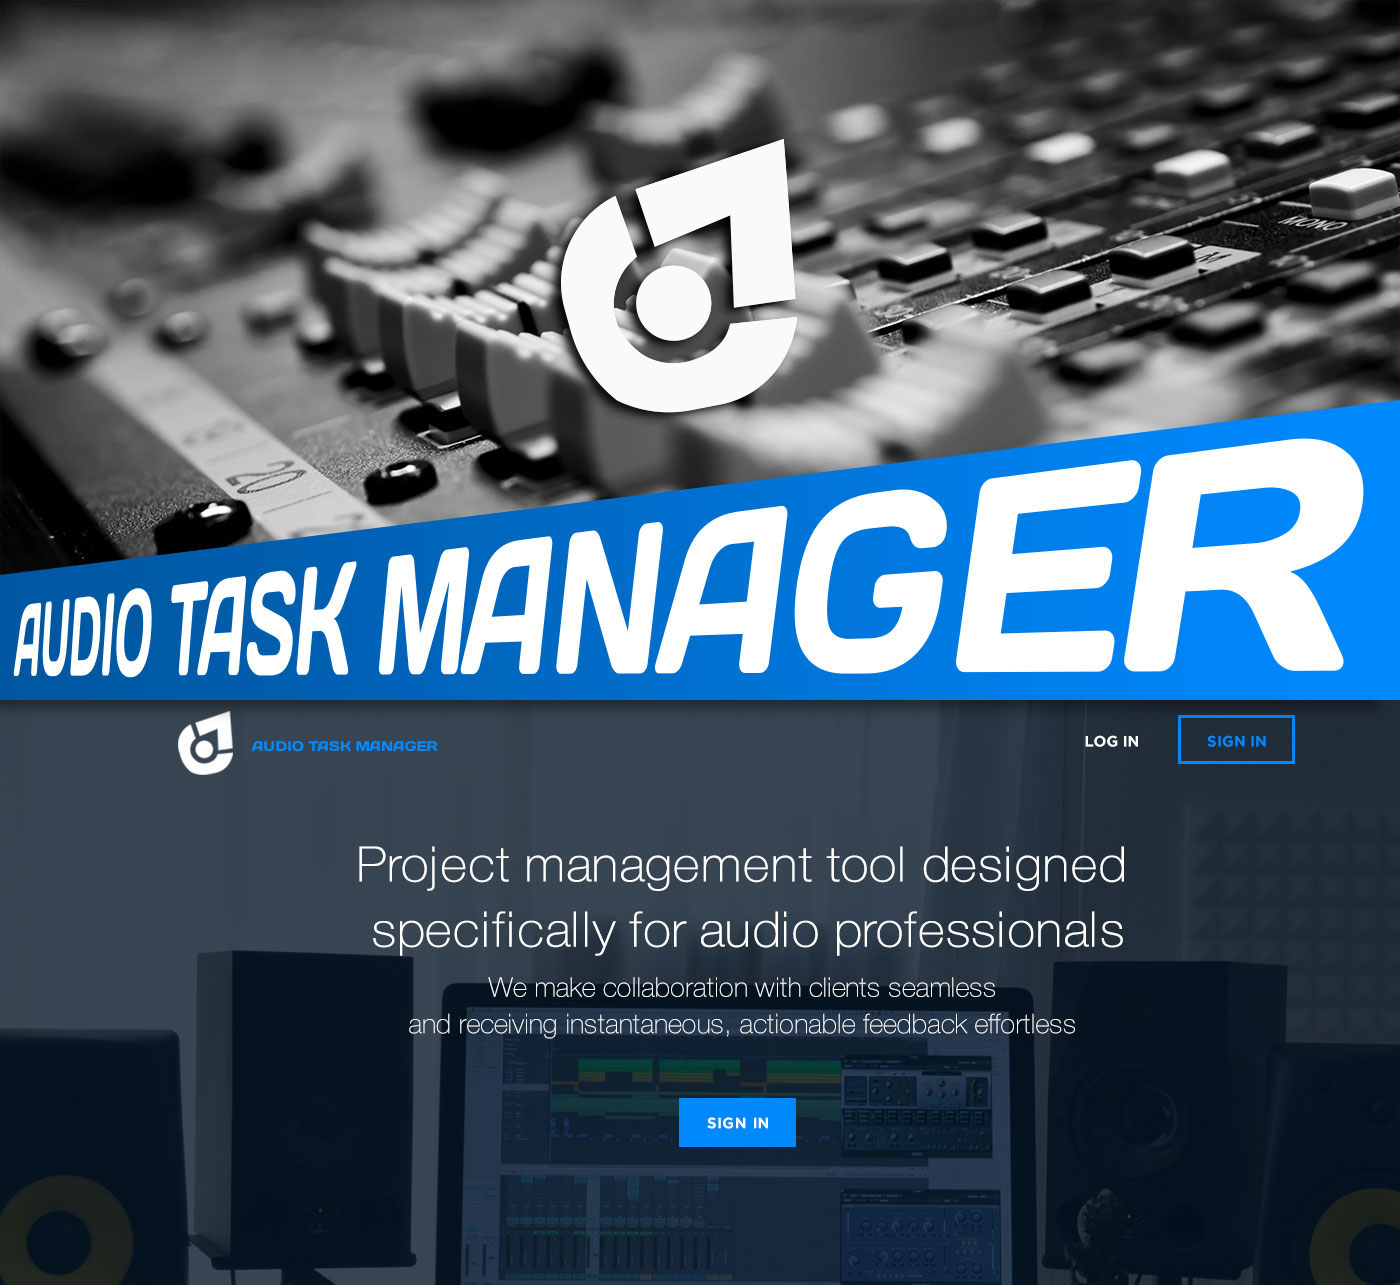 MONO
20
AUDIO TASK MANAGER
AUDIO TASK MANAGER
LOG IN
SIGN IN
Project management tool designed
specifically for audio professionals
We make collaboration with clients seamless
and receiving instantaneous, actionable feedback effortless
SIGN IN